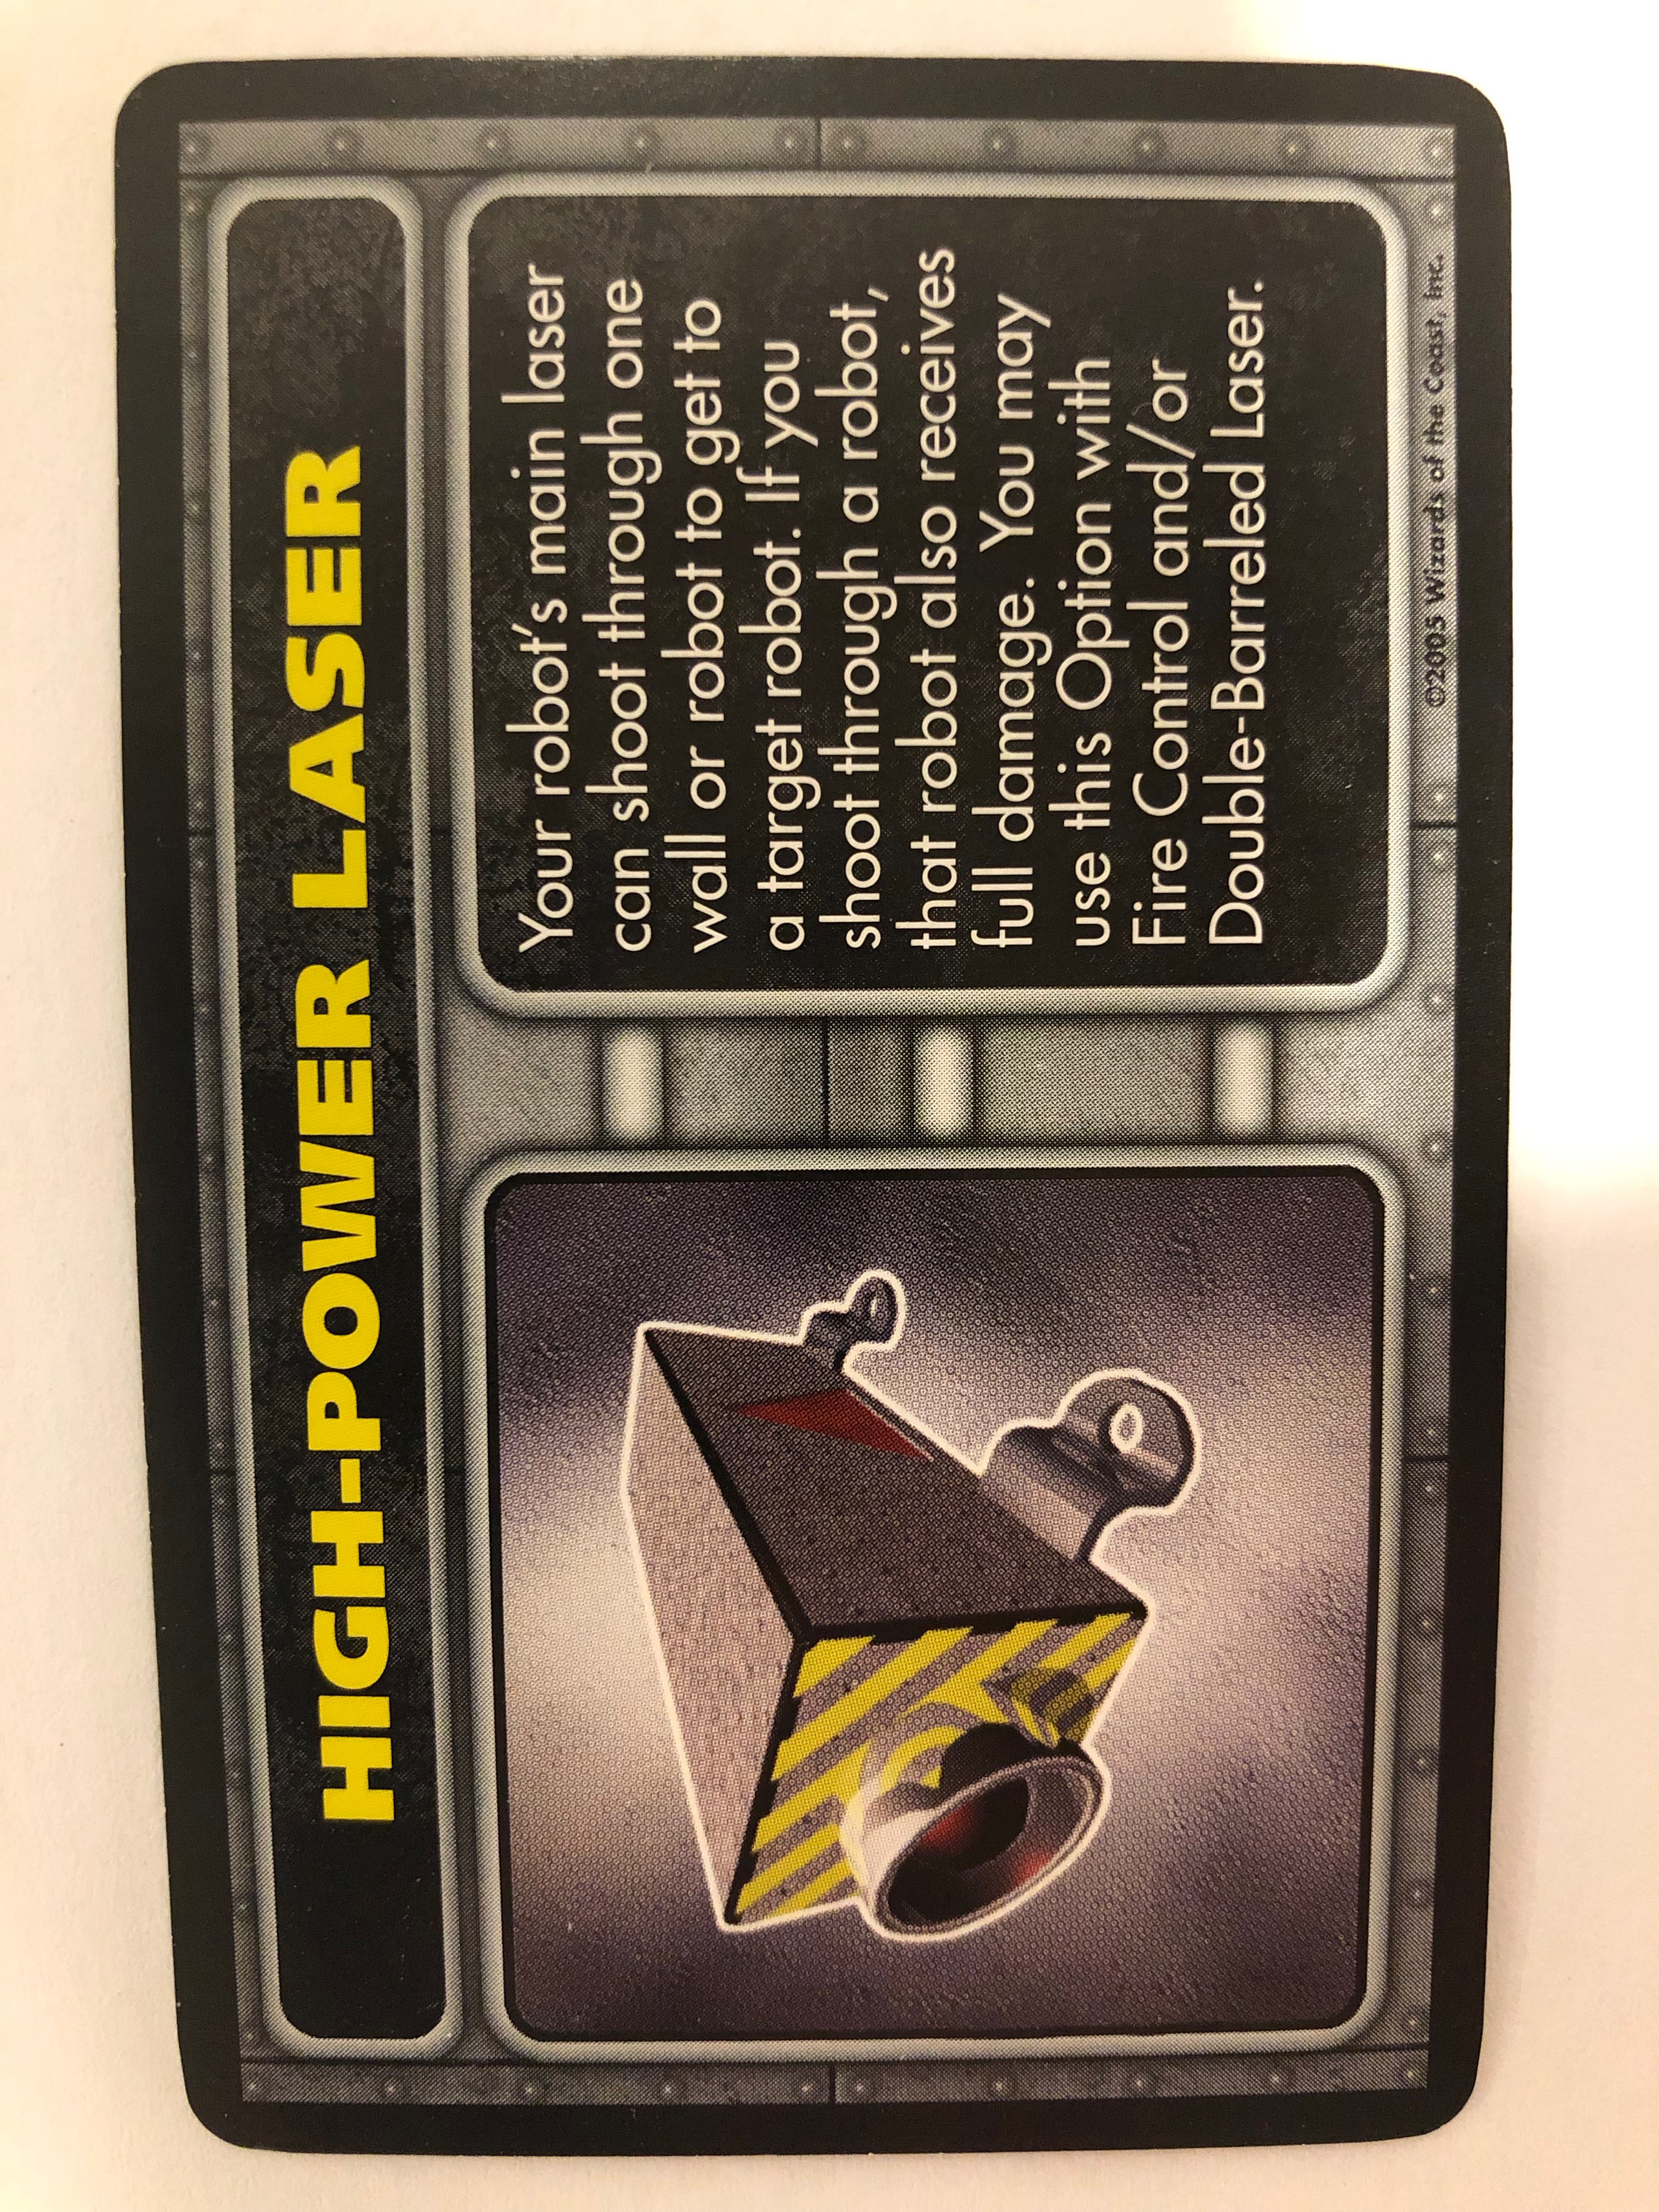 HIGH-POWER LASER
Your robot's main laser
can shoot through one
wall or robot to get to
a target robot. If you
shoot through a robot,
that robot also receives
full damage. You may
use this Option with
Fire Control and/or
Double-Barreled Laser.
©2005 Wizards of the Coast, Inc.